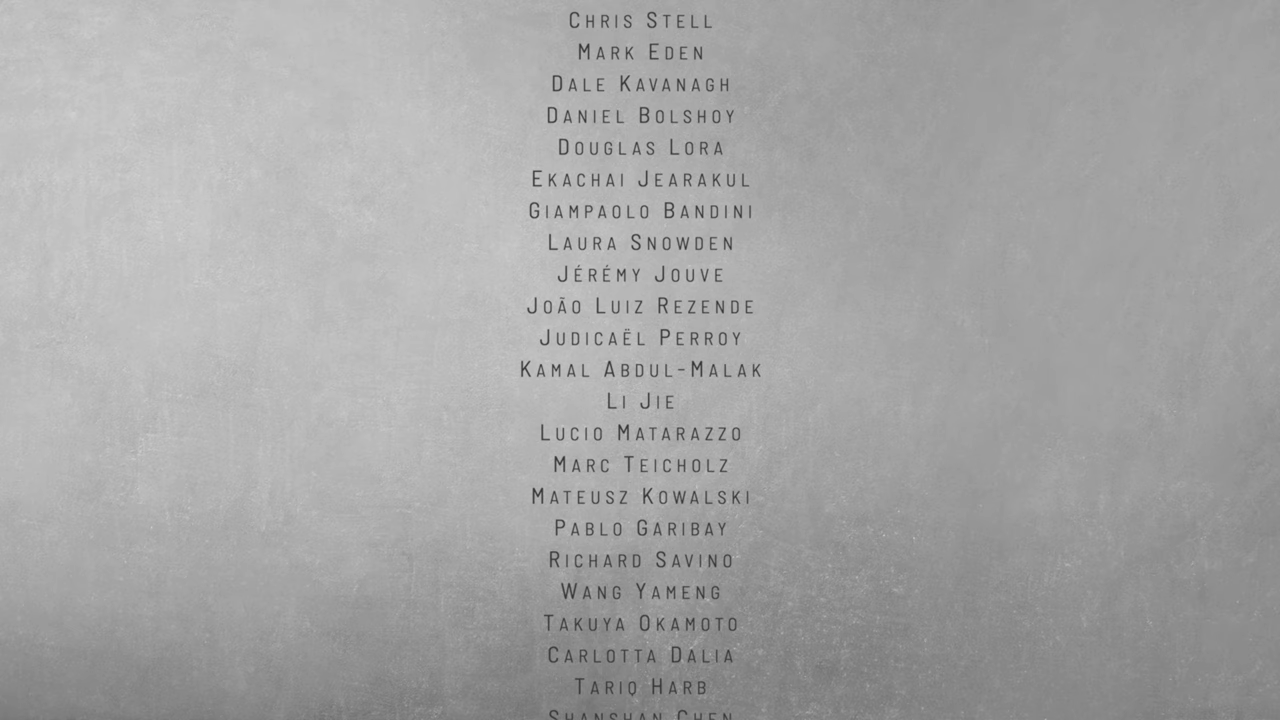 Chris Stell
Mark Eden
Dale Kavanagh
Daniel Bolshoy
Douglas Lora
Ekachai Jearakul
Giampaolo Bandini
Laura Snowden
Jérémy Jouve
João Luiz Rezende
Judicaël Perroy
Kamal Abdul-Malak
Li Jie
Lucio Matarazzo
Marc Teicholz
Mateusz Kowalski
Pablo Garibay
Richard Savino
Wang Yameng
Takuya Okamoto
Carlotta Dalia
Tariq Harb
Shanshan Chen